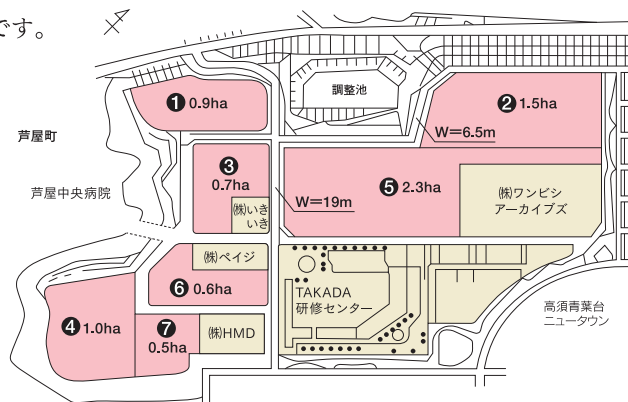 です。
❶ 0.9ha
調整池
❷ 1.5ha
W=6.5m
芦屋町
芦屋中央病院
❸
0.7ha
㈱いき
いき
W=19m
❺ 2.3ha
㈱ワンビシ
アーカイブズ
㈱ペイジ
❻ 0.6ha
TAKADA
研修センター
高須青葉台
ニュータウン
❹ 1.0ha
❼
0.5ha
㈱HMD